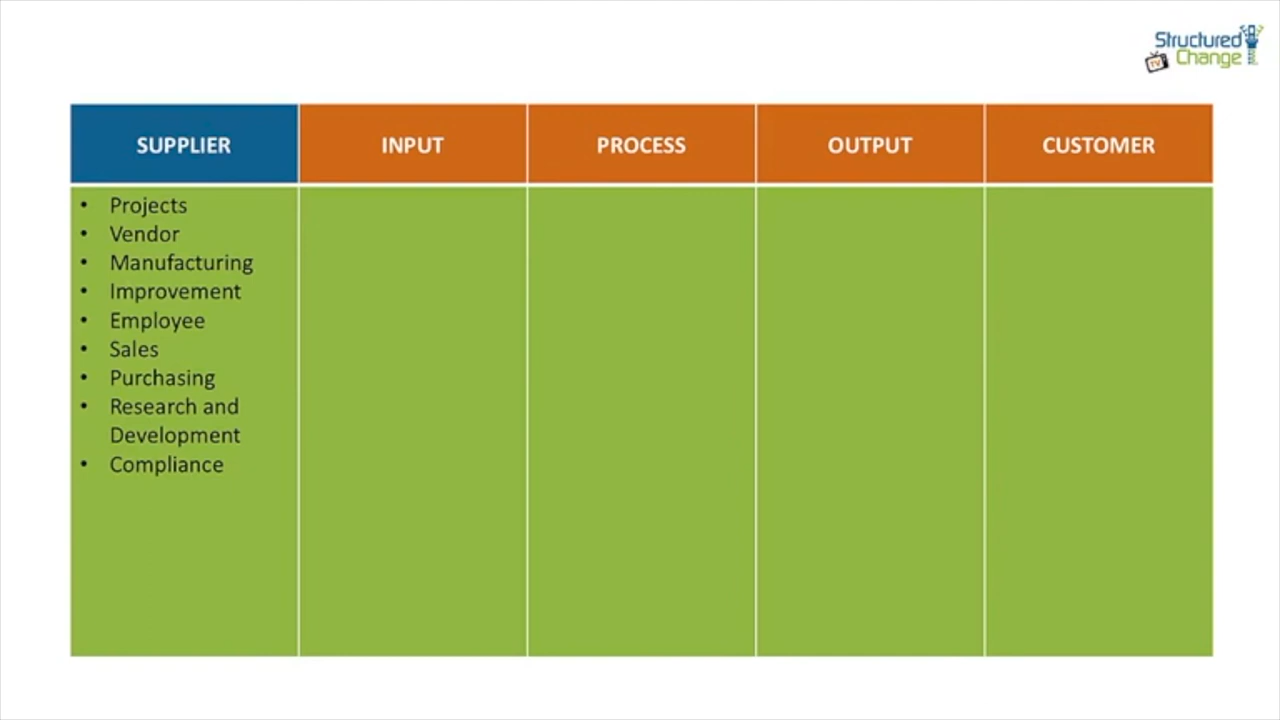 Structured
TV Change
SUPPLIER INPUT PROCESS OUTPUT CUSTOMER
• Projects
• Vendor
• Manufacturing
• Improvement
• Employee
• Sales
• Purchasing
• Research and
Development
• Compliance